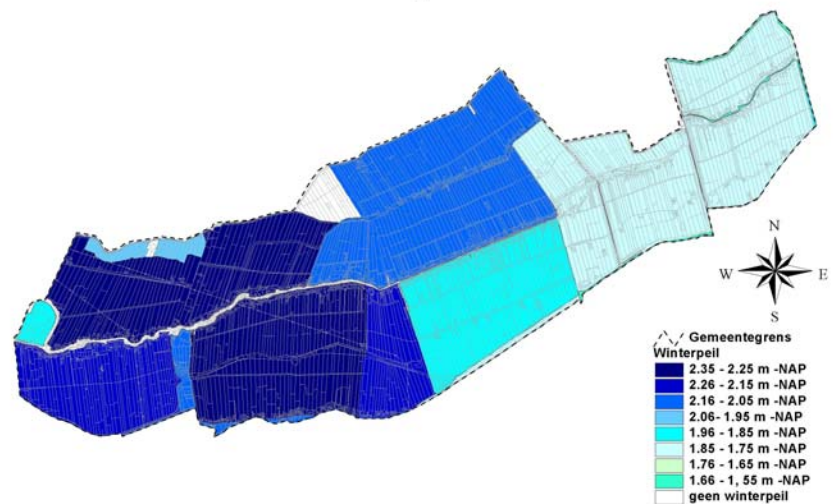 N
W E
S
Gemeentegrens
Winterpeil
2.35 - 2.25 m -NAP
2.26 - 2.15 m -NAP
2.16 - 2.05 m -NAP
2.06- 1.95 m -NAP
1.96 - 1.85 m -NAP
1.85 - 1.75 m -NAP
1.76 - 1.65 m -NAP
1.66 - 1, 55 m -NAP
geen winterpeil